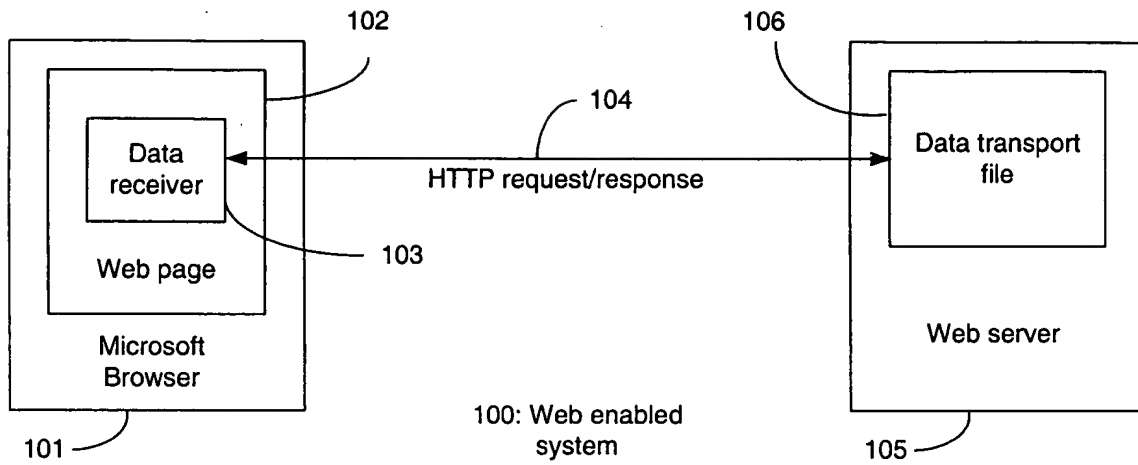 102
106
104
Data
receiver
Data transport
file
HTTP request/response
103
Web page
Web server
Microsoft
Browser
100: Web enabled
system
101
105